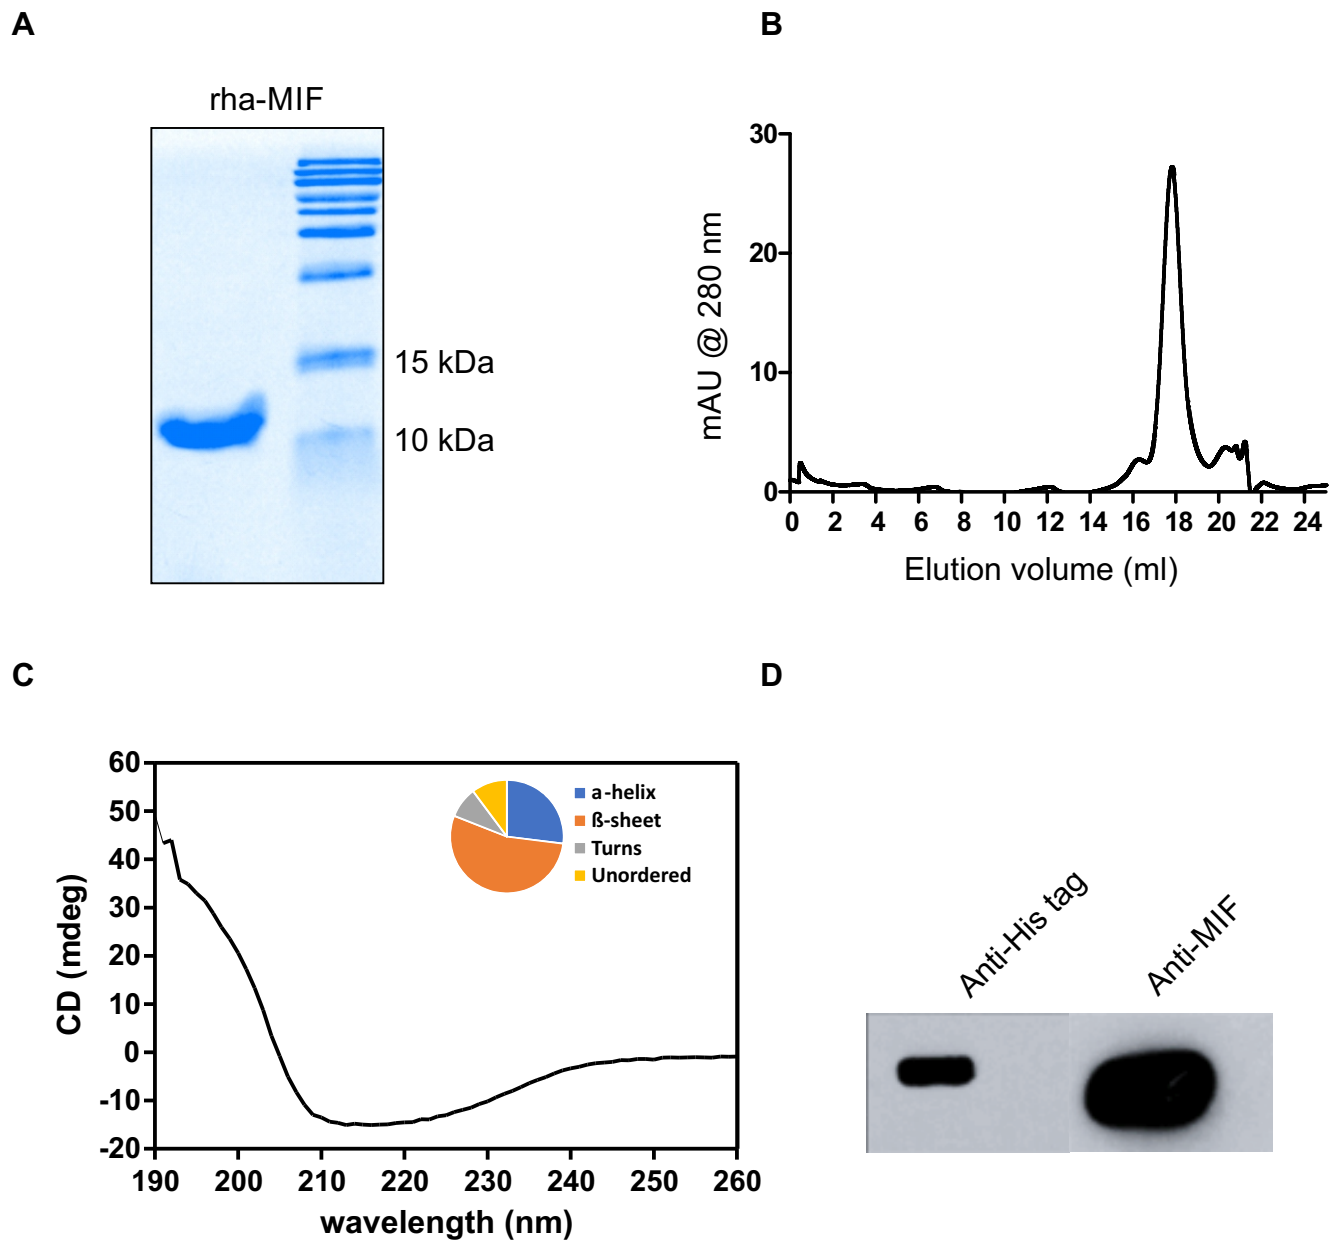 A
rha-MIF
15 kDa
10 kDa
B
30
20
10
0
mAU @ 280 nm
0 2 4 6 8 10 12 14 16 18 20 22 24
Elution volume (ml)
C
60
50
40
30
20
10
0
-10
-20
CD (mdeg)
a-helix
ß-sheet
Turns
Unordered
190 200 210 220 230 240 250 260
wavelength (nm)
D
Anti-His tag
Anti-MIF